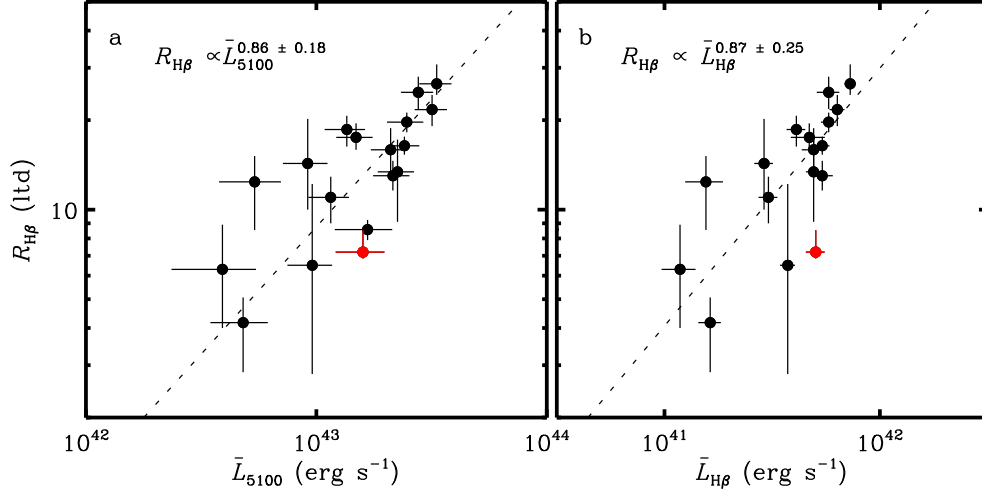 a
R_Hβ ∝ L̄_5100^0.86 ± 0.18
b
R_Hβ ∝ L̄_Hβ^0.87 ± 0.25
R_Hβ (ltd)
10
10^42
10^43
10^44
10^41
10^42
L̄_5100 (erg s^−1)
L̄_Hβ (erg s^−1)